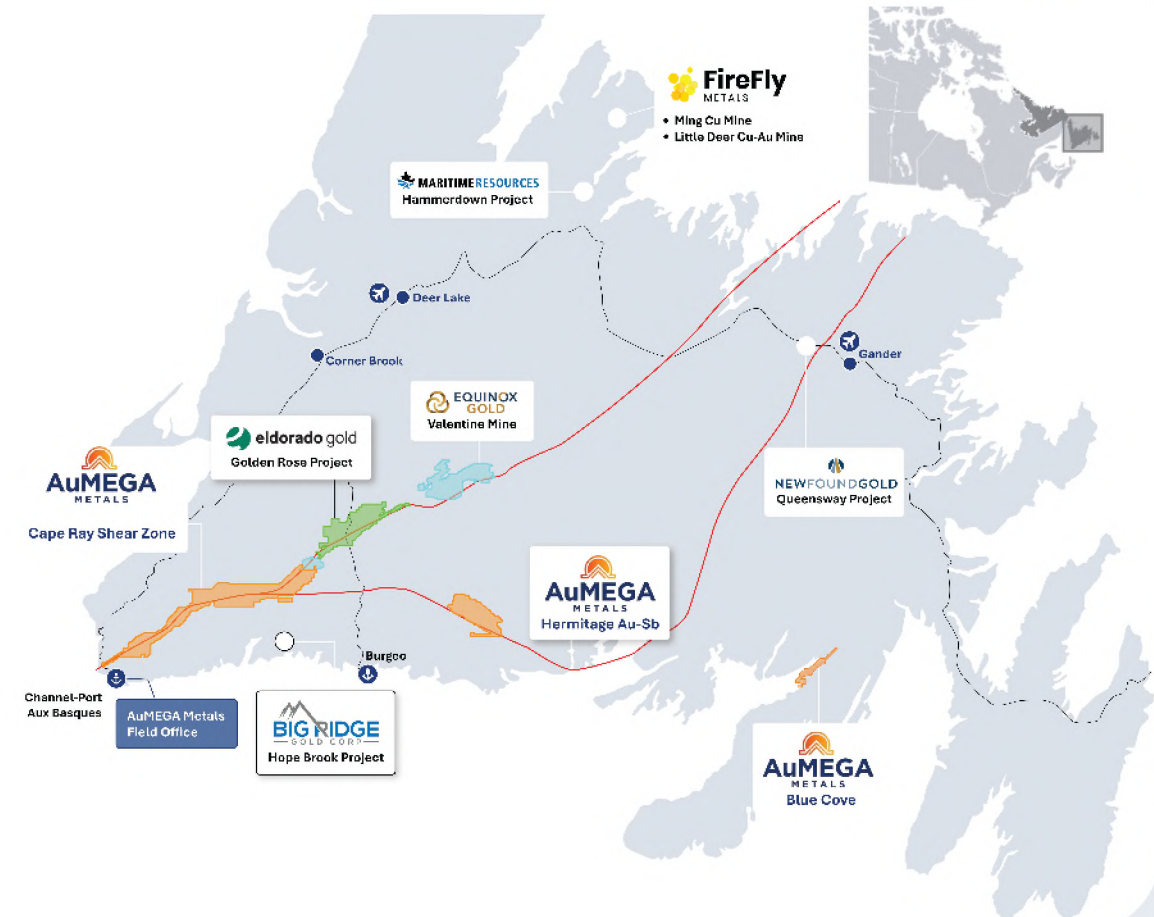 FireFly
METALS
• Ming Cu Mine
• Little Deer Cu-Au Mine
MARITIME RESOURCES
Hammerdown Project
Deer Lake
Corner Brook
Gander
EQUINOX
GOLD
Valentine Mine
eldorado gold
Golden Rose Project
AuMEGA
METALS
Cape Ray Shear Zone
NEWFOUNDGOLD
Queensway Project
AuMEGA
METALS
Hermitage Au-Sb
Burgeo
Channel-Port
Aux Basques
AuMEGA Metals
Field Office
BIG RIDGE
GOLD CORP
Hope Brook Project
AuMEGA
METALS
Blue Cove